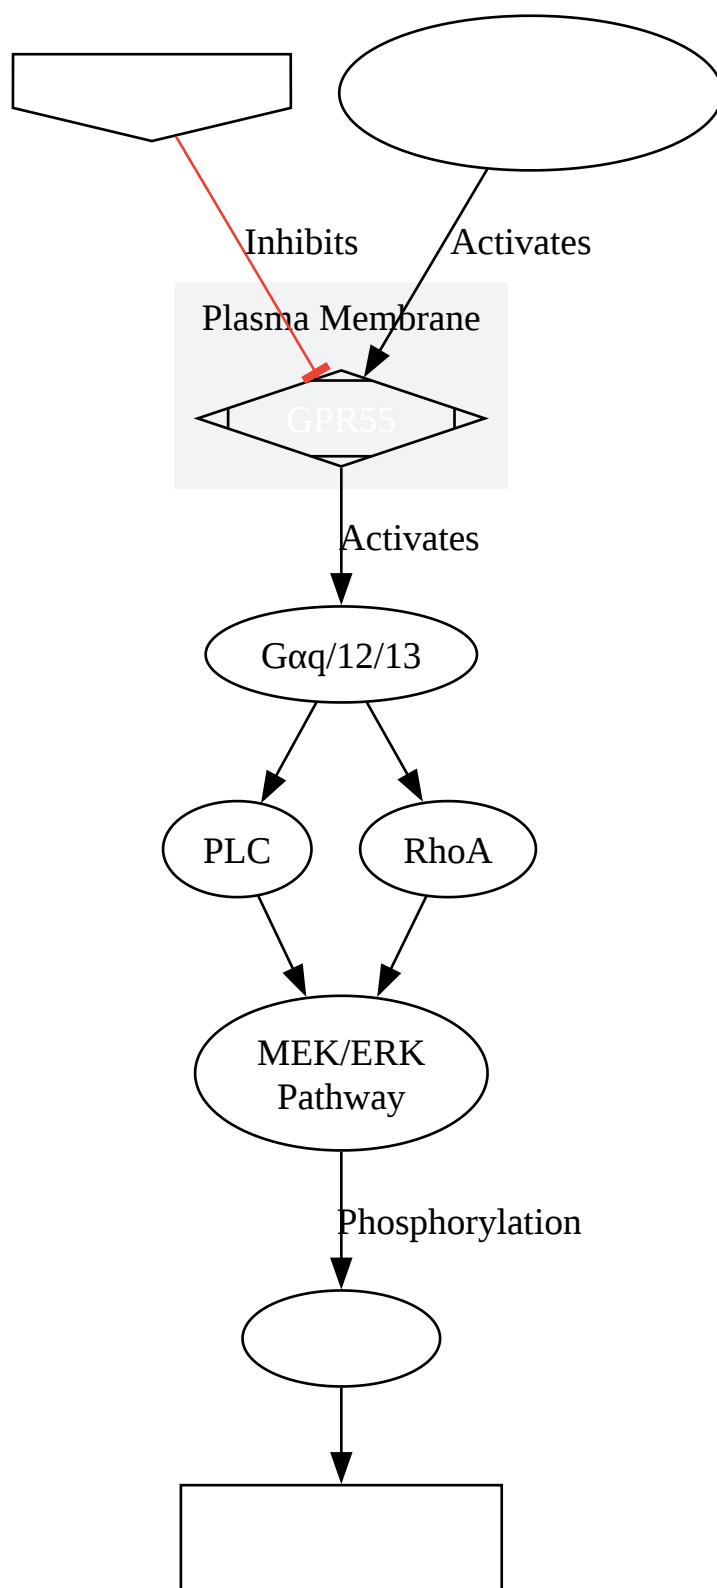 Inhibits
Activates
Plasma Membrane
GPR55
Activates
Gαq/12/13
PLC
RhoA
MEK/ERK
Pathway
Phosphorylation